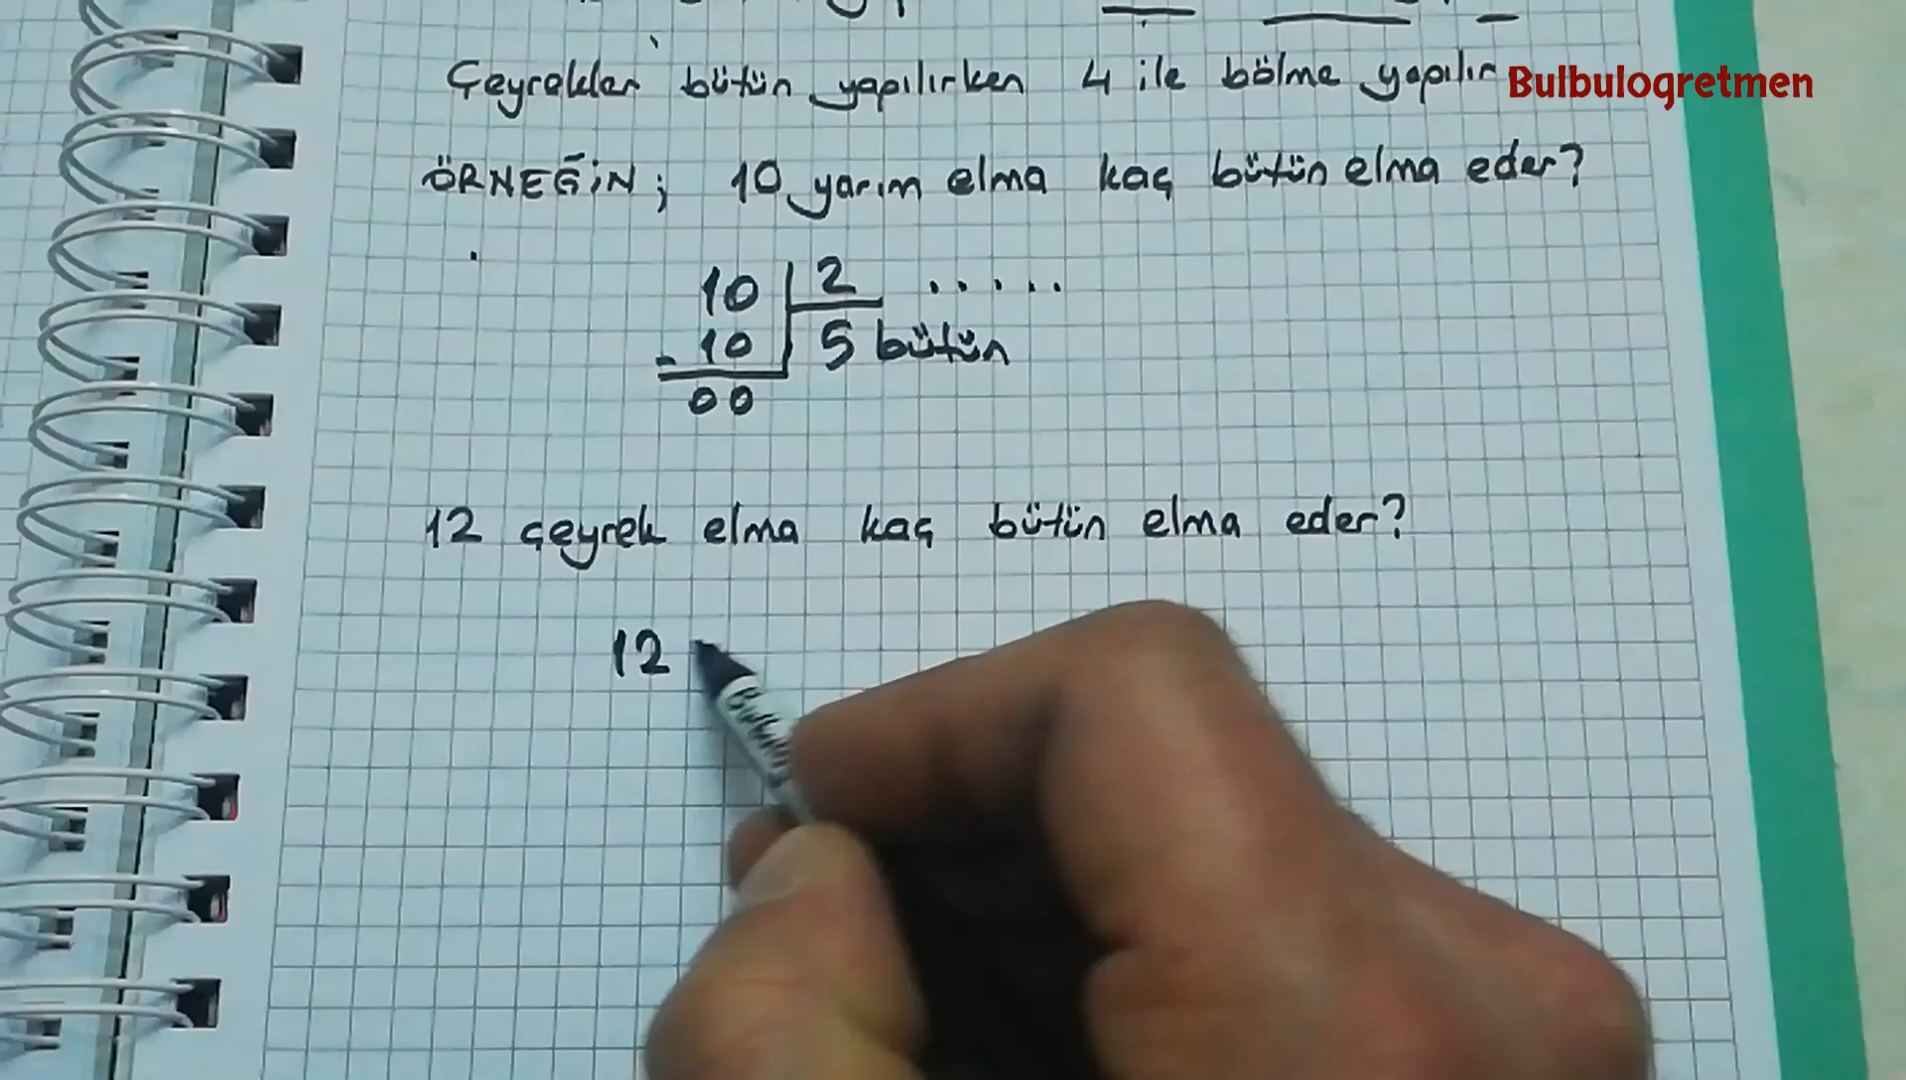 Çeyrekler bütün yapılırken 4 ile bölme yapılır
Bulbulogretmen
ÖRNEĞİN; 10 yarım elma kaç bütün elma eder?
10 2 .....
- 10 5 bütün
00
12 çeyrek elma kaç bütün elma eder?
12